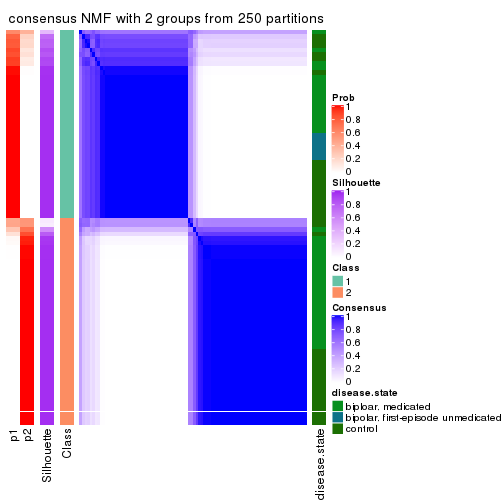 consensus NMF with 2 groups from 250 partitions
Prob
1
0.8
0.6
0.4
0.2
0
Silhouette
1
0.8
0.6
0.4
0.2
0
Class
1
2
Consensus
1
0.8
0.6
0.4
0.2
0
disease.state
biploar, medicated
bipolar, first-episode unmedicated
control
p1
p2
Silhouette
Class
disease.state